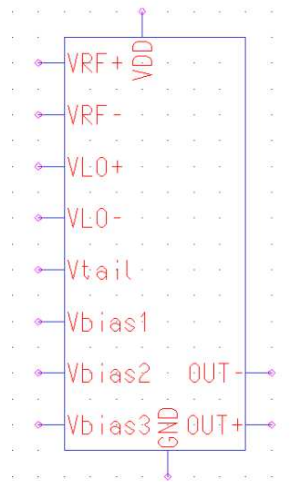 VDD
VRF+
VRF-
VLO+
VLO-
Vtail
Vbias1
Vbias2 OUT-
Vbias3 GND OUT+